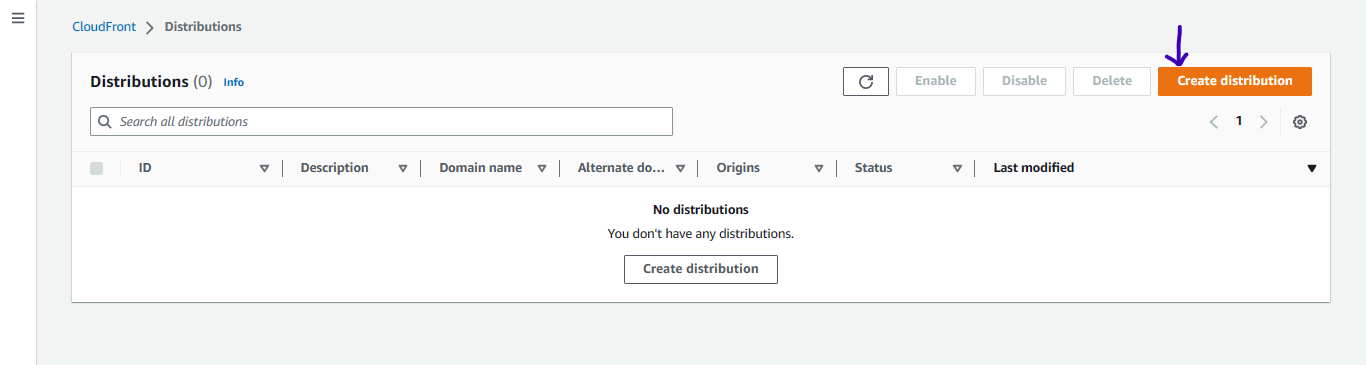 CloudFront > Distributions
Distributions (0) Info Enable Disable Delete Create distribution
Search all distributions 1
ID Description Domain name Alternate do... Origins Status Last modified
No distributions
You don't have any distributions.
Create distribution